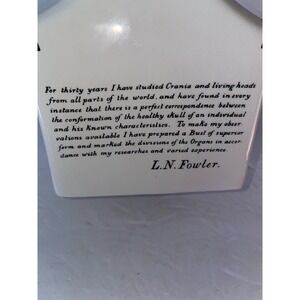 For thirty years I have studied Crania and living heads
from all parts of the world, and have found in every
instance that there is a perfect correspondence between
the conformation of the healthy skull of an individual
and his known characteristics. To make my obser
vations available I have prepared a Bust of superior
form and marked the divisions of the Organs in accor
dance with my researches and varied experience.
L.N. Fowler.